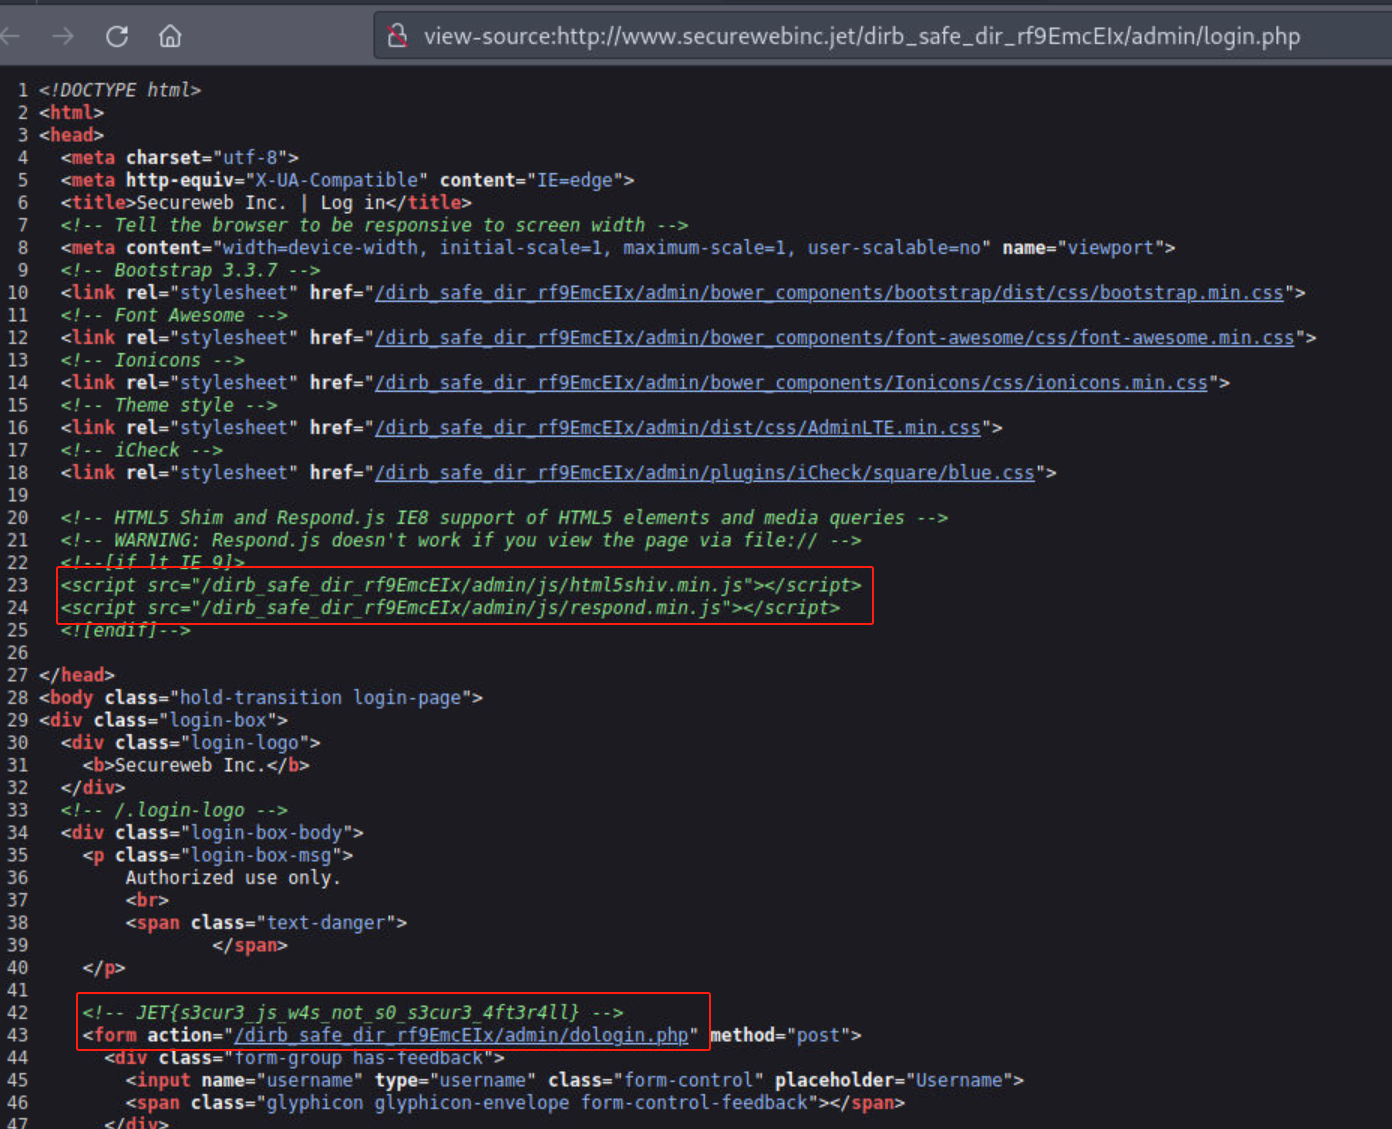 view-source:http://www.securewebinc.jet/dirb_safe_dir_rf9EmcEIx/admin/login.php
1 <!DOCTYPE html>
2 <html>
3 <head>
4 <meta charset="utf-8">
5 <meta http-equiv="X-UA-Compatible" content="IE=edge">
6 <title>Secureweb Inc. | Log in</title>
7 <!-- Tell the browser to be responsive to screen width -->
8 <meta content="width=device-width, initial-scale=1, maximum-scale=1, user-scalable=no" name="viewport">
9 <!-- Bootstrap 3.3.7 -->
10 <link rel="stylesheet" href="/dirb_safe_dir_rf9EmcEIx/admin/bower_components/bootstrap/dist/css/bootstrap.min.css">
11 <!-- Font Awesome -->
12 <link rel="stylesheet" href="/dirb_safe_dir_rf9EmcEIx/admin/bower_components/font-awesome/css/font-awesome.min.css">
13 <!-- Ionicons -->
14 <link rel="stylesheet" href="/dirb_safe_dir_rf9EmcEIx/admin/bower_components/Ionicons/css/ionicons.min.css">
15 <!-- Theme style -->
16 <link rel="stylesheet" href="/dirb_safe_dir_rf9EmcEIx/admin/dist/css/AdminLTE.min.css">
17 <!-- iCheck -->
18 <link rel="stylesheet" href="/dirb_safe_dir_rf9EmcEIx/admin/plugins/iCheck/square/blue.css">
19
20 <!-- HTML5 Shim and Respond.js IE8 support of HTML5 elements and media queries -->
21 <!-- WARNING: Respond.js doesn't work if you view the page via file:// -->
22 <!--[if lt IE 9]>
23 <script src="/dirb_safe_dir_rf9EmcEIx/admin/js/html5shiv.min.js"></script>
24 <script src="/dirb_safe_dir_rf9EmcEIx/admin/js/respond.min.js"></script>
25 <![endif]-->
26
27 </head>
28 <body class="hold-transition login-page">
29 <div class="login-box">
30 <div class="login-logo">
31 <b>Secureweb Inc.</b>
32 </div>
33 <!-- /.login-logo -->
34 <div class="login-box-body">
35 <p class="login-box-msg">
36 Authorized use only.
37 <br>
38 <span class="text-danger">
39 </span>
40 </p>
41
42 <!-- JET{s3cur3_js_w4s_not_s0_s3cur3_4ft3r4ll} -->
43 <form action="/dirb_safe_dir_rf9EmcEIx/admin/dologin.php" method="post">
44 <div class="form-group has-feedback">
45 <input name="username" type="username" class="form-control" placeholder="Username">
46 <span class="glyphicon glyphicon-envelope form-control-feedback"></span>
47 </div>